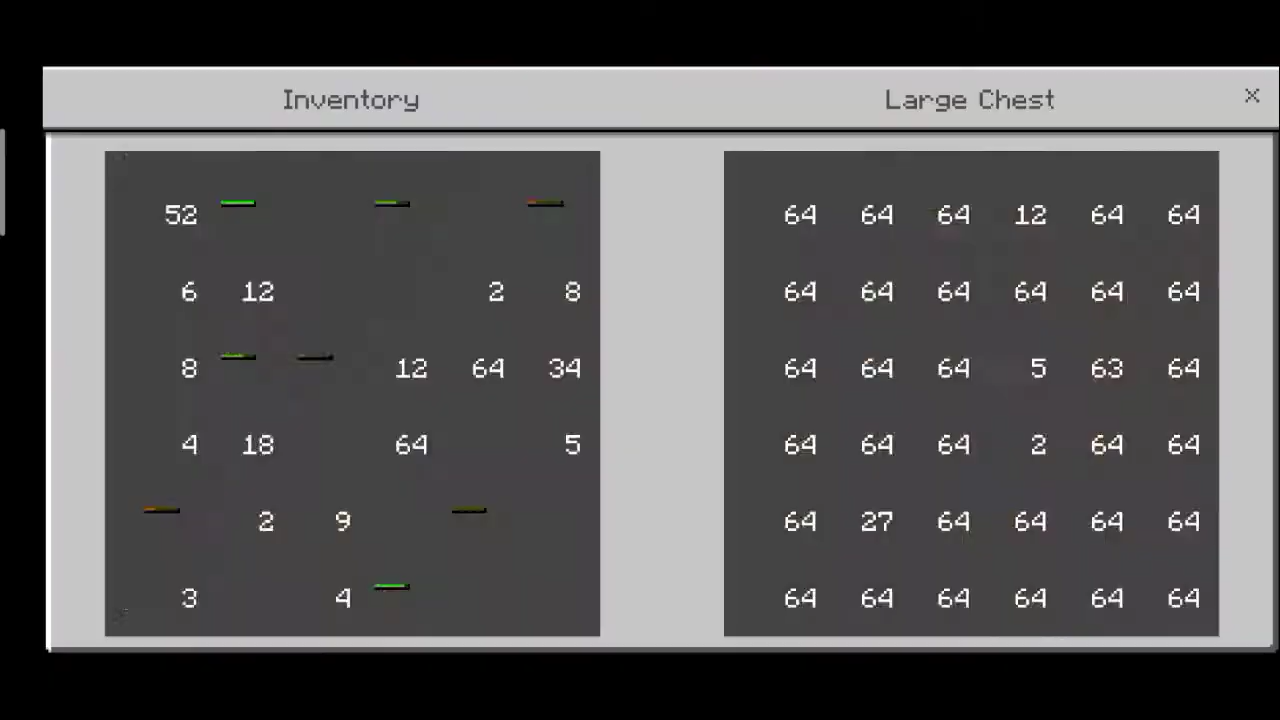 Inventory
Large Chest
52
64 64 64 12 64 64
6 12 2 8
64 64 64 64 64 64
8 12 64 34
64 64 64 5 63 64
4 18 64 5
64 64 64 2 64 64
2 9
64 27 64 64 64 64
3 4
64 64 64 64 64 64